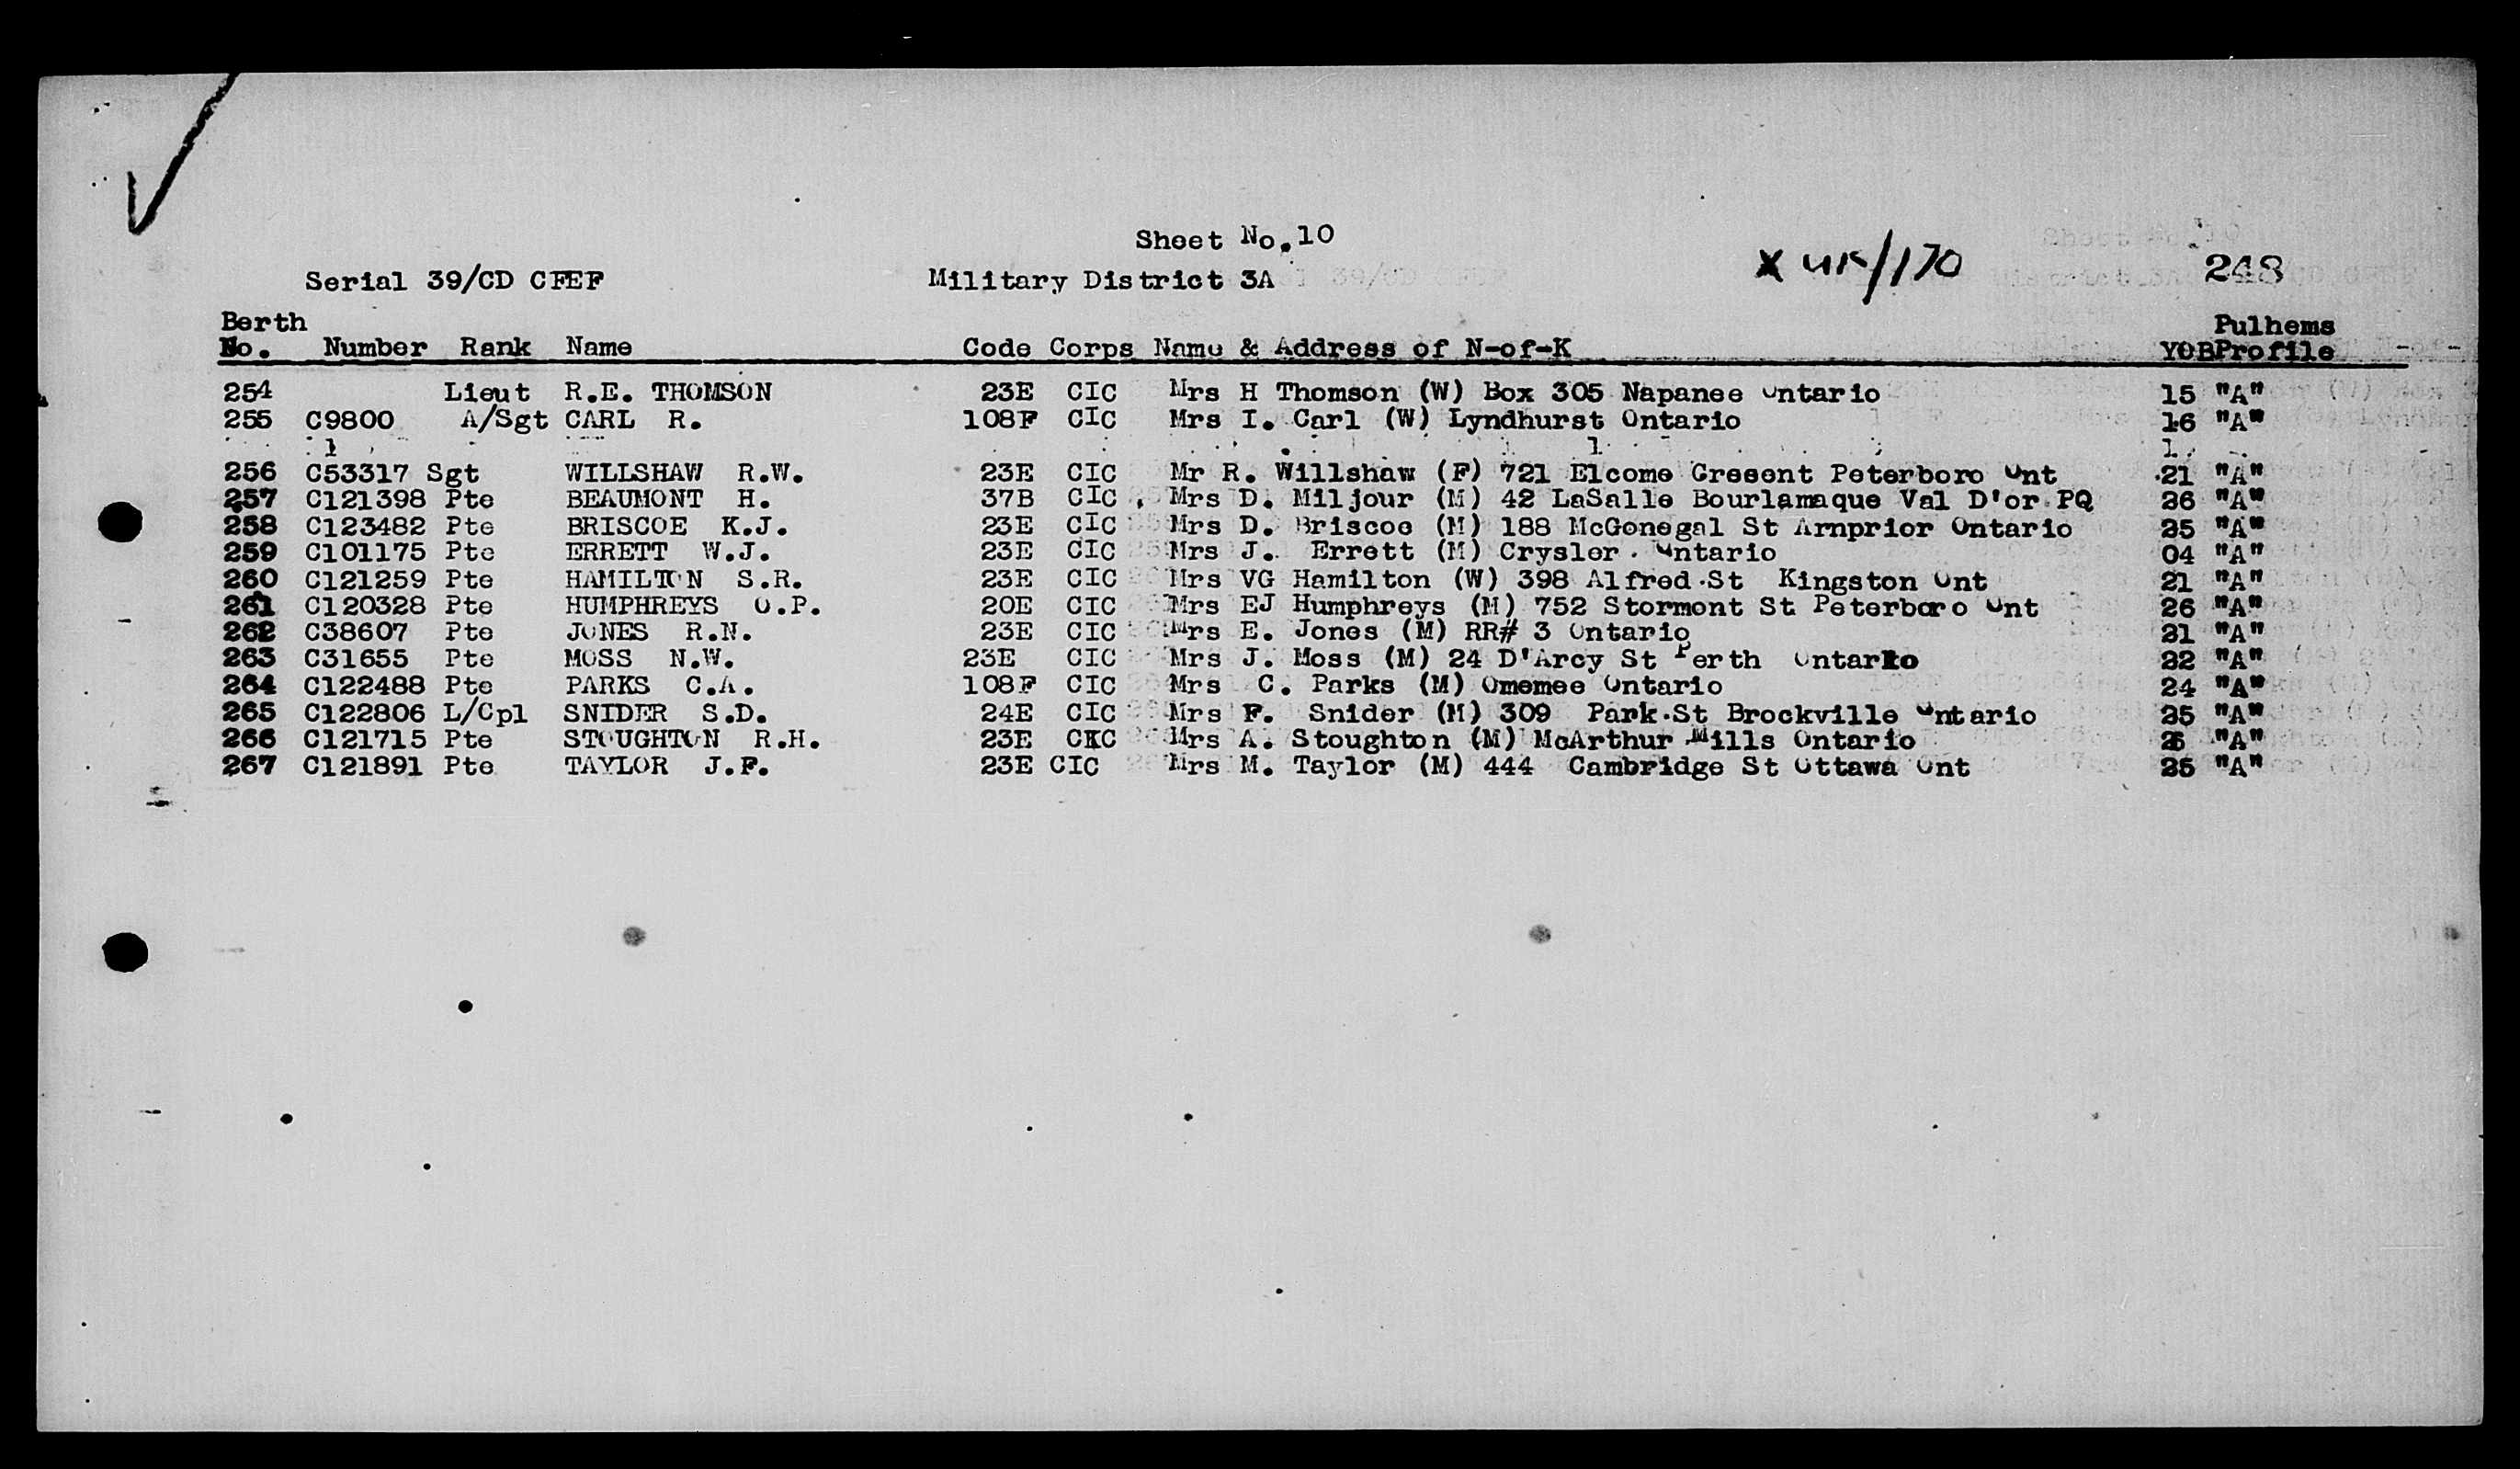 Sheet No.10
Serial 39/CD CFEF Military District 3A X UK/170 248
Berth Pulhems
No. Number Rank Name Code Corps Name & Address of N-of-K YOB Profile
254 Lieut R.E. THOMSON 23E CIC Mrs H Thomson (W) Box 305 Napanee Ontario 15 "A"
255 C9800 A/Sgt CARL R. 108F CIC Mrs I. Carl (W) Lyndhurst Ontario 16 "A"
256 C53317 Sgt WILLSHAW R.W. 23E CIC Mr R. Willshaw (F) 721 Elcome Cresent Peterboro Ont 21 "A"
257 C121398 Pte BEAUMONT H. 37B CIC Mrs D. Miljour (M) 42 LaSalle Bourlamaque Val D'or PQ 26 "A"
258 C123482 Pte BRISCOE K.J. 23E CIC Mrs D. Briscoe (M) 188 McGonegal St Arnprior Ontario 25 "A"
259 C101175 Pte ERRETT W.J. 23E CIC Mrs J. Errett (M) Crysler Ontario 04 "A"
260 C121259 Pte HAMILTON S.R. 23E CIC Mrs VG Hamilton (W) 398 Alfred St Kingston Ont 21 "A"
261 C120328 Pte HUMPHREYS O.P. 20E CIC Mrs EJ Humphreys (M) 752 Stormont St Peterboro Ont 26 "A"
262 C38607 Pte JONES R.N. 23E CIC Mrs E. Jones (M) RR# 3 Ontario 21 "A"
263 C31655 Pte MOSS N.W. 23E CIC Mrs J. Moss (M) 24 D'Arcy St Perth Ontario 22 "A"
264 C122488 Pte PARKS C.A. 108F CIC Mrs C. Parks (M) Omemee Ontario 24 "A"
265 C122806 L/Cpl SNIDER S.D. 24E CIC Mrs F. Snider (M) 309 Park St Brockville Ontario 25 "A"
266 C121715 Pte STOUGHTON R.H. 23E CIC Mrs A. Stoughton (M) McArthur Mills Ontario 26 "A"
267 C121891 Pte TAYLOR J.F. 23E CIC Mrs M. Taylor (M) 444 Cambridge St Ottawa Ont 25 "A"